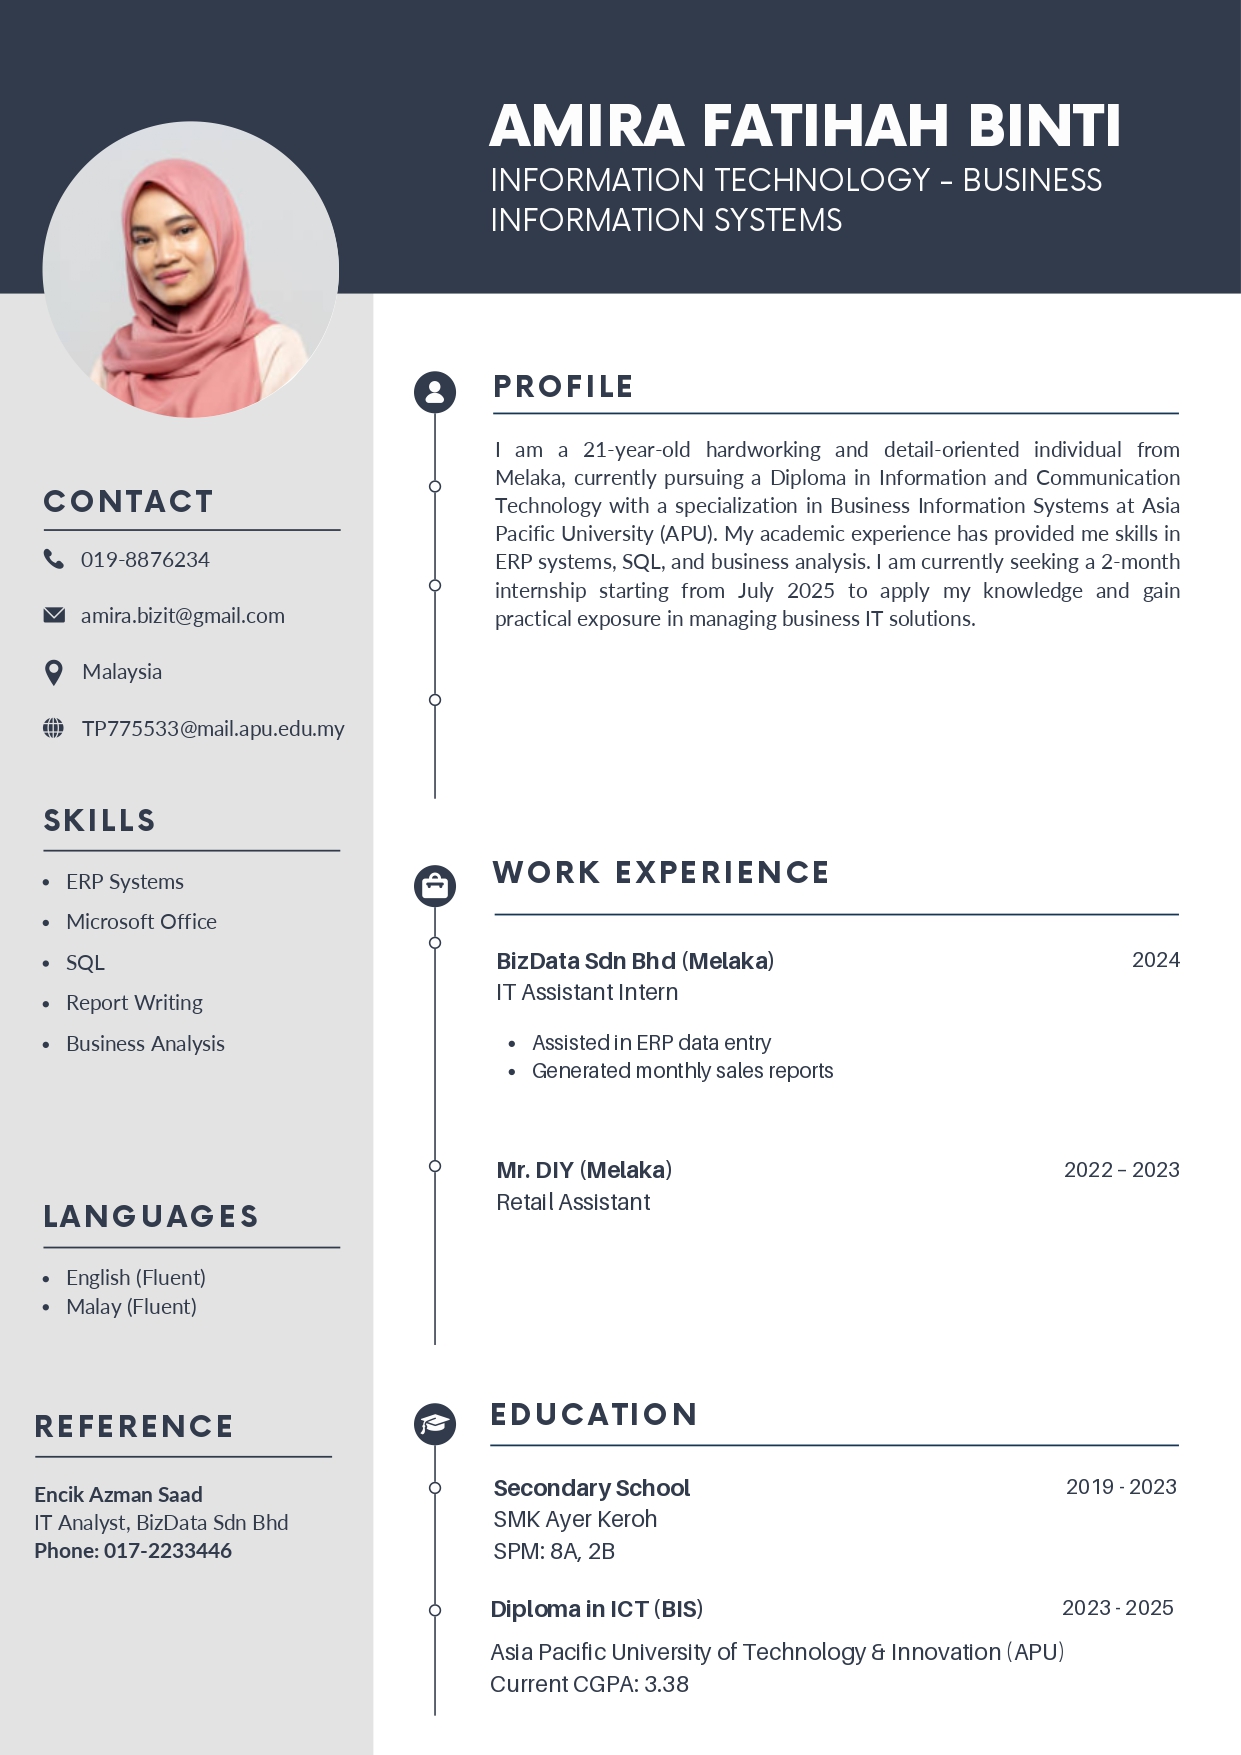 AMIRA FATIHAH BINTI
INFORMATION TECHNOLOGY – BUSINESS
INFORMATION SYSTEMS
CONTACT
019-8876234
amira.bizit@gmail.com
Malaysia
TP775533@mail.apu.edu.my
SKILLS
• ERP Systems
• Microsoft Office
• SQL
• Report Writing
• Business Analysis
LANGUAGES
• English (Fluent)
• Malay (Fluent)
REFERENCE
Encik Azman Saad
IT Analyst, BizData Sdn Bhd
Phone: 017-2233446
PROFILE
I am a 21-year-old hardworking and detail-oriented individual from
Melaka, currently pursuing a Diploma in Information and Communication
Technology with a specialization in Business Information Systems at Asia
Pacific University (APU). My academic experience has provided me skills in
ERP systems, SQL, and business analysis. I am currently seeking a 2-month
internship starting from July 2025 to apply my knowledge and gain
practical exposure in managing business IT solutions.
WORK EXPERIENCE
BizData Sdn Bhd (Melaka) 2024
IT Assistant Intern
• Assisted in ERP data entry
• Generated monthly sales reports
Mr. DIY (Melaka) 2022 – 2023
Retail Assistant
EDUCATION
Secondary School 2019 - 2023
SMK Ayer Keroh
SPM: 8A, 2B
Diploma in ICT (BIS) 2023 - 2025
Asia Pacific University of Technology & Innovation (APU)
Current CGPA: 3.38